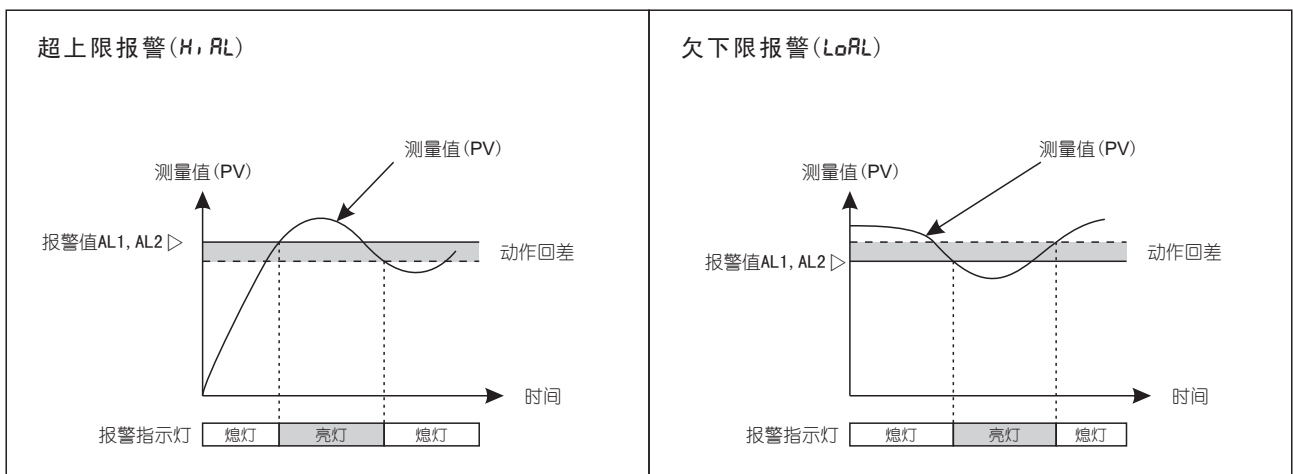 超上限报警(HiAL)
测量值(PV)
测量值(PV)
报警值AL1,AL2▷
动作回差
时间
报警指示灯
熄灯
亮灯
熄灯
欠下限报警(LoAL)
测量值(PV)
测量值(PV)
动作回差
报警值AL1,AL2▷
时间
报警指示灯
熄灯
亮灯
熄灯